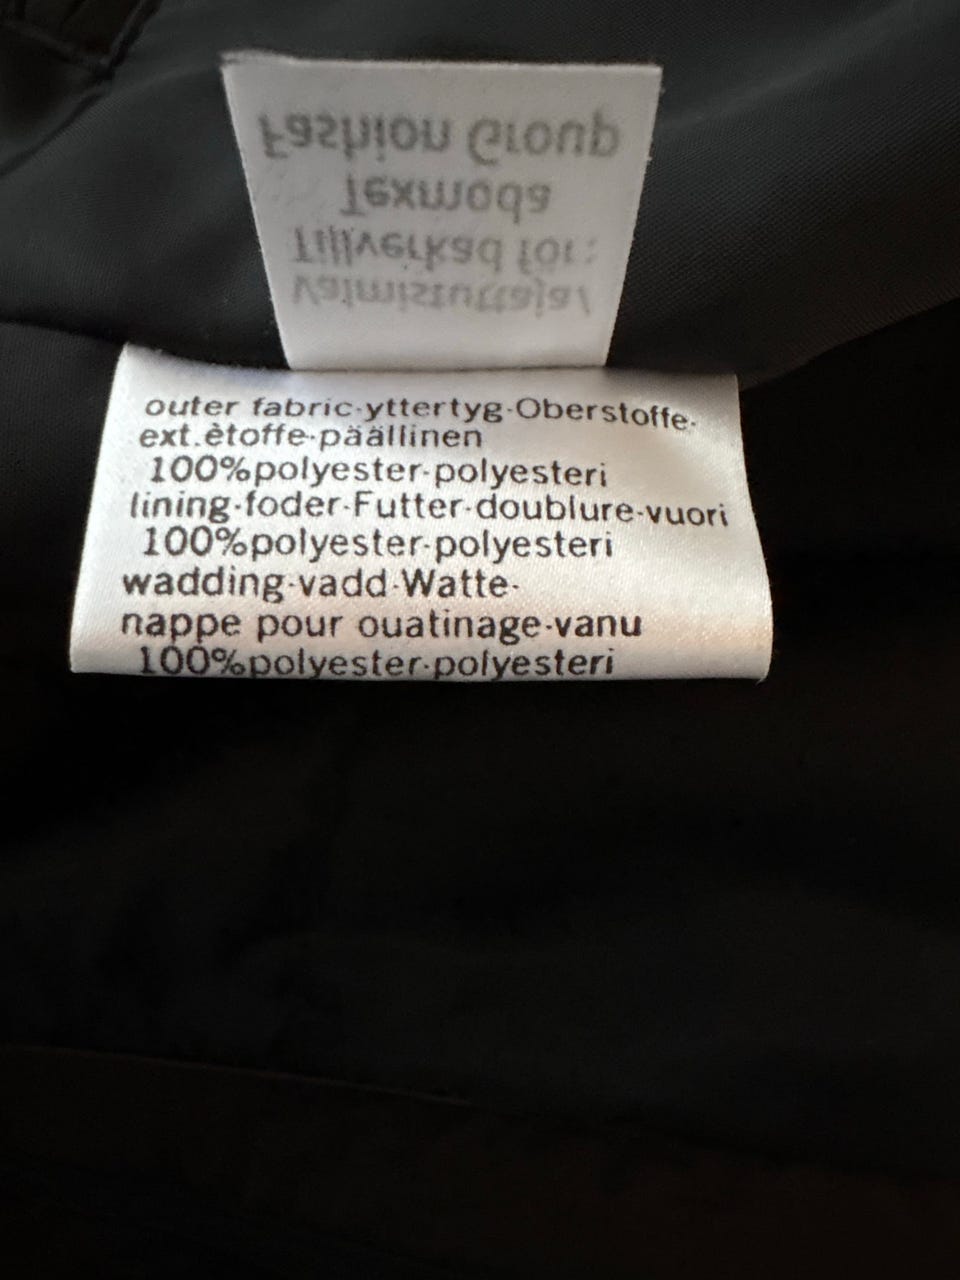 Valmistuttaja/
Tillverkad för:
Texmoda
Fashion Group
outer fabric·yttertyg·Oberstoffe·
ext.ètoffe·päällinen
100%polyester·polyesteri
lining·foder·Futter·doublure·vuori
100%polyester·polyesteri
wadding·vadd·Watte·
nappe pour ouatinage·vanu
100%polyester·polyesteri